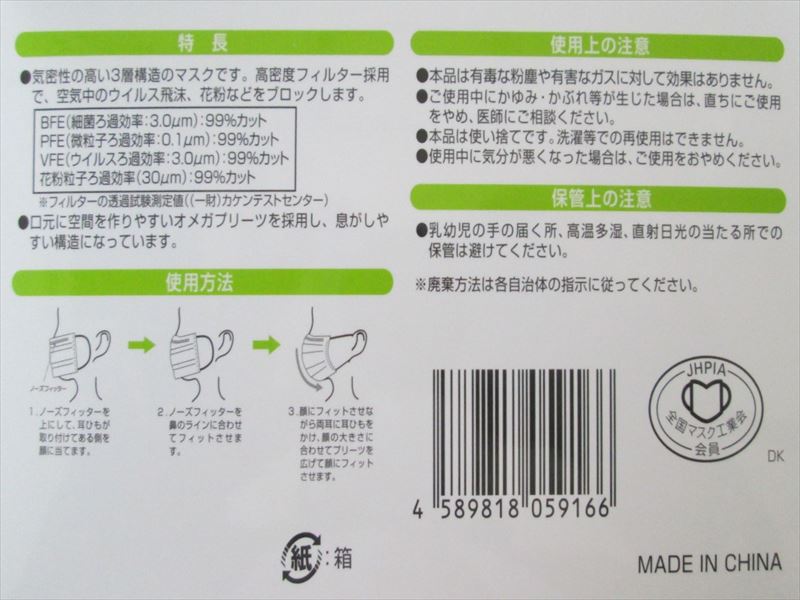 特長
●気密性の高い3層構造のマスクです。高密度フィルター採用
で、空気中のウイルス飛沫、花粉などをブロックします。
BFE(細菌ろ過効率:3.0μm):99%カット
PFE(微粒子ろ過効率:0.1μm):99%カット
VFE(ウイルスろ過効率:3.0μm):99%カット
花粉粒子ろ過効率(30μm):99%カット
※フィルターの透過試験測定値((一財)カケンテストセンター)
●口元に空間を作りやすいオメガプリーツを採用し、息がしや
すい構造になっています。
使用方法
ノーズフィッター
1.ノーズフィッターを
上にして、耳ひもが
取り付けてある側を
顔に当てます。
2.ノーズフィッターを
鼻のラインに合わせ
てフィットさせま
す。
3.顔にフィットさせな
がら両耳に耳ひもを
かけ、顔の大きさに
合わせてプリーツを
広げて顔にフィット
させます。
紙:箱
使用上の注意
●本品は有毒な粉塵や有害なガスに対して効果はありません。
●ご使用中にかゆみ・かぶれ等が生じた場合は、直ちにご使用
をやめ、医師にご相談ください。
●本品は使い捨てです。洗濯等での再使用はできません。
●使用中に気分が悪くなった場合は、ご使用をおやめください。
保管上の注意
●乳幼児の手の届く所、高温多湿、直射日光の当たる所での
保管は避けてください。
※廃棄方法は各自治体の指示に従ってください。
4 589818 059166
JHPIA
全国マスク工業会
会員
DK
MADE IN CHINA